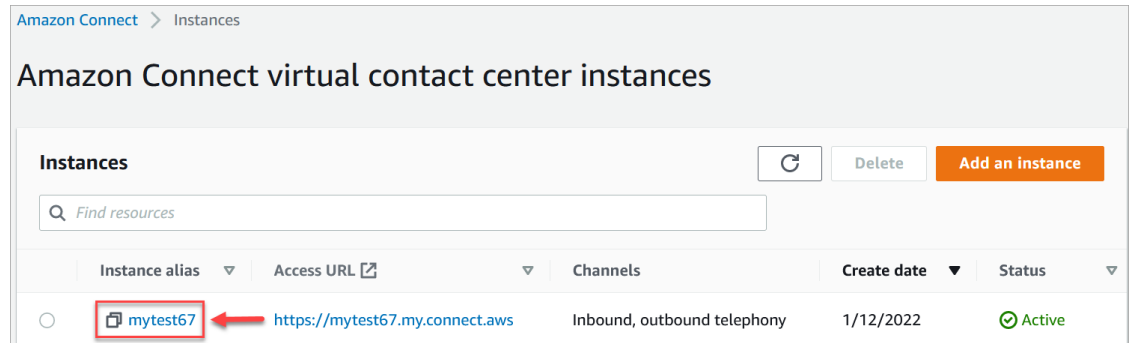 Amazon Connect > Instances
Amazon Connect virtual contact center instances
Instances
Delete
Add an instance
Find resources
Instance alias Access URL Channels Create date Status
mytest67 https://mytest67.my.connect.aws Inbound, outbound telephony 1/12/2022 Active